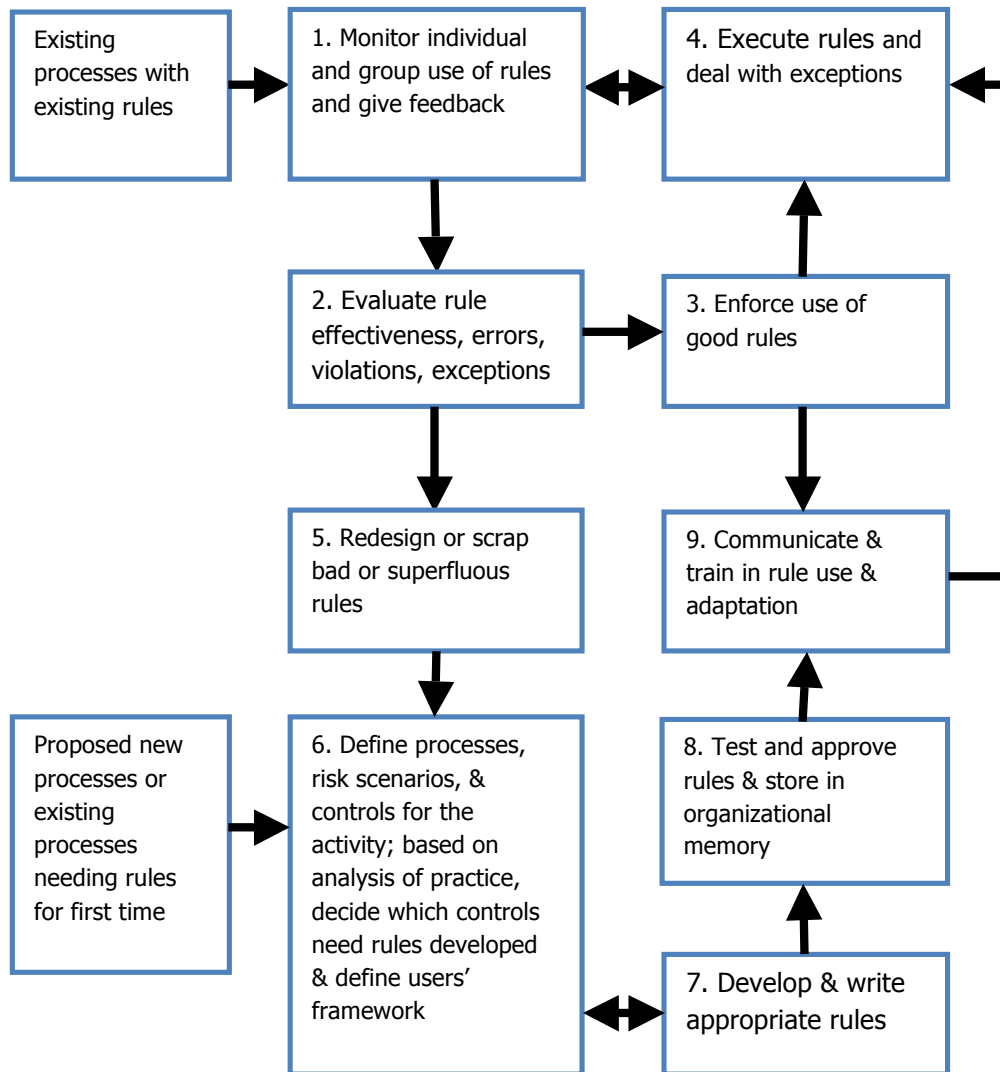 Existing
processes with
existing rules
1. Monitor individual
and group use of rules
and give feedback
4. Execute rules and
deal with exceptions
2. Evaluate rule
effectiveness, errors,
violations, exceptions
3. Enforce use of
good rules
5. Redesign or scrap
bad or superfluous
rules
9. Communicate &
train in rule use &
adaptation
Proposed new
processes or
existing
processes
needing rules
for first time
6. Define processes,
risk scenarios, &
controls for the
activity; based on
analysis of practice,
decide which controls
need rules developed
& define users’
framework
8. Test and approve
rules & store in
organizational
memory
7. Develop & write
appropriate rules